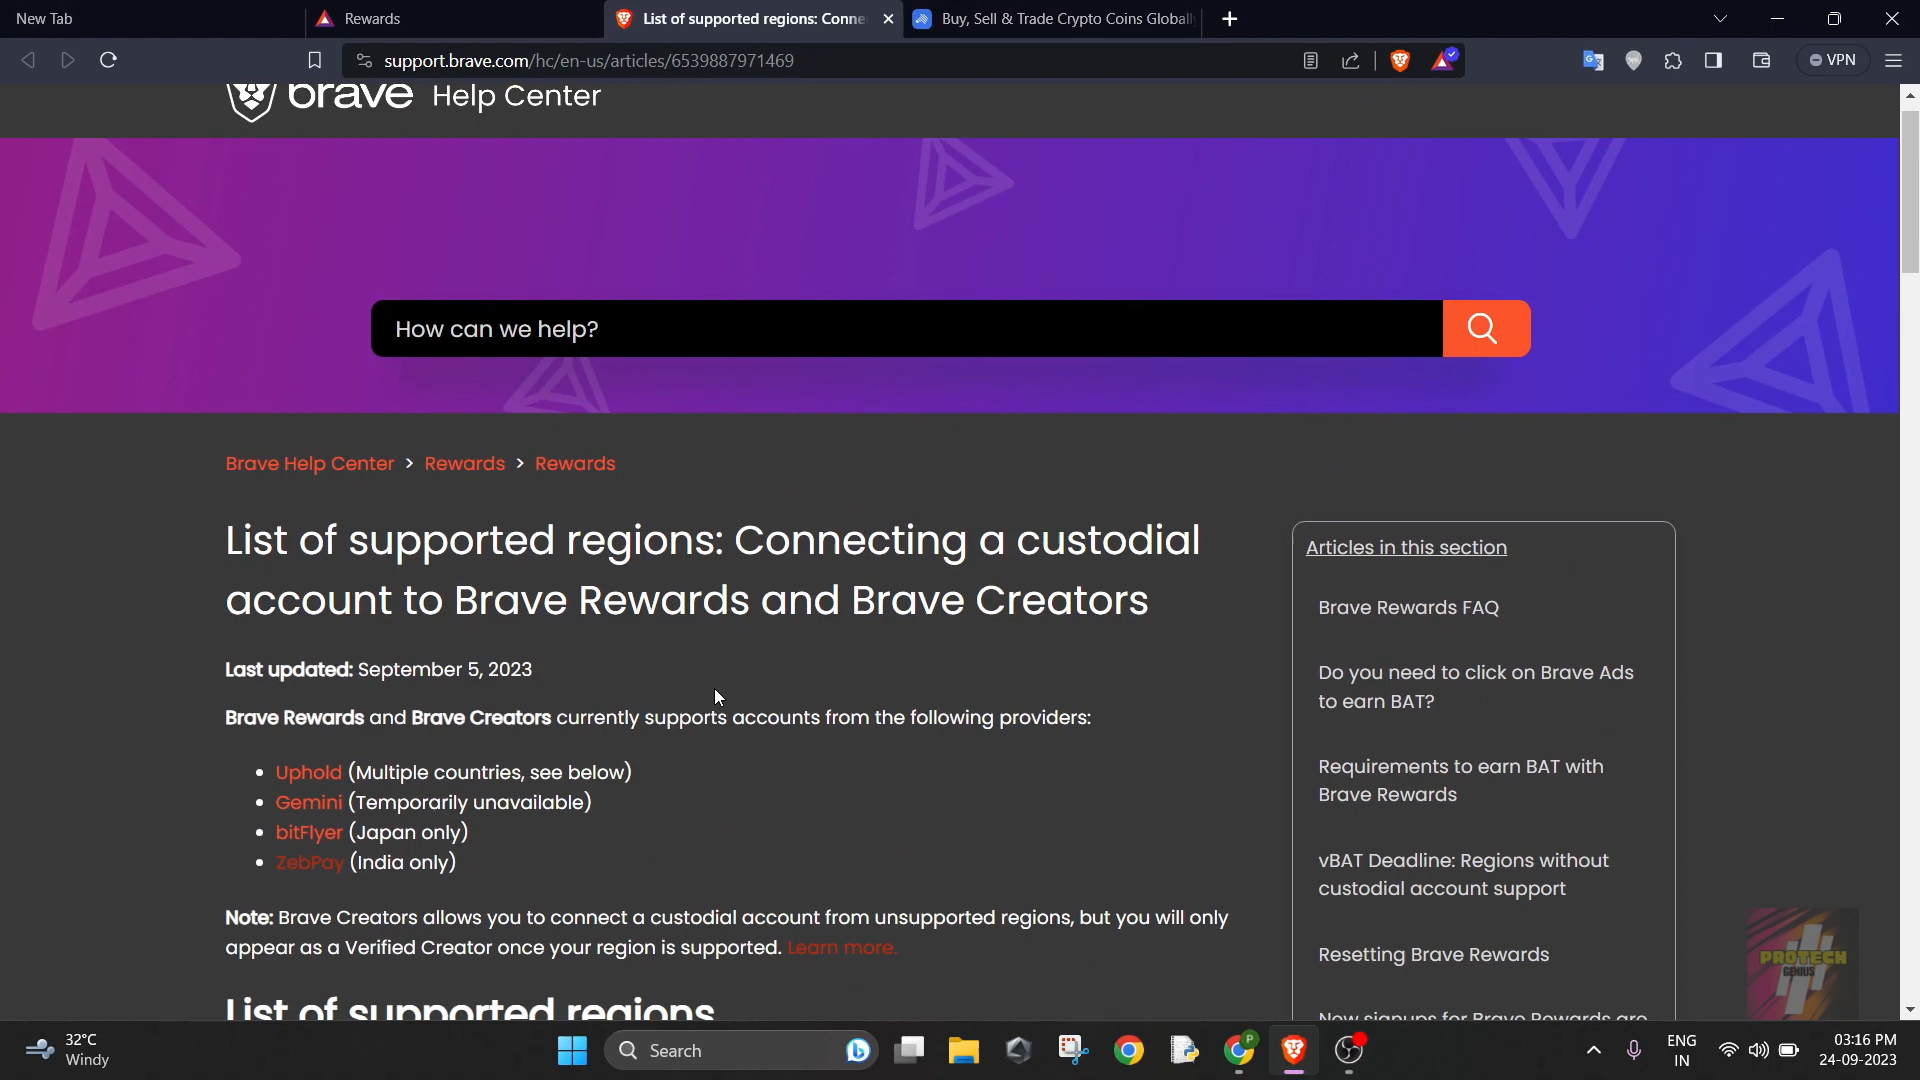 New Tab
Rewards
List of supported regions: Conne
Buy, Sell & Trade Crypto Coins Globall
support.brave.com/hc/en-us/articles/6539887971469
VPN
brave Help Center
How can we help?
Brave Help Center > Rewards > Rewards
List of supported regions: Connecting a custodial
account to Brave Rewards and Brave Creators
Last updated: September 5, 2023
Brave Rewards and Brave Creators currently supports accounts from the following providers:
• Uphold (Multiple countries, see below)
• Gemini (Temporarily unavailable)
• bitFlyer (Japan only)
• ZebPay (India only)
Note: Brave Creators allows you to connect a custodial account from unsupported regions, but you will only
appear as a Verified Creator once your region is supported. Learn more.
List of supported regions
Articles in this section
Brave Rewards FAQ
Do you need to click on Brave Ads
to earn BAT?
Requirements to earn BAT with
Brave Rewards
vBAT Deadline: Regions without
custodial account support
Resetting Brave Rewards
New signups for Brave Rewards are
PROTECH
GENIUS
32°C
Windy
Search
P
ENG
IN
03:16 PM
24-09-2023